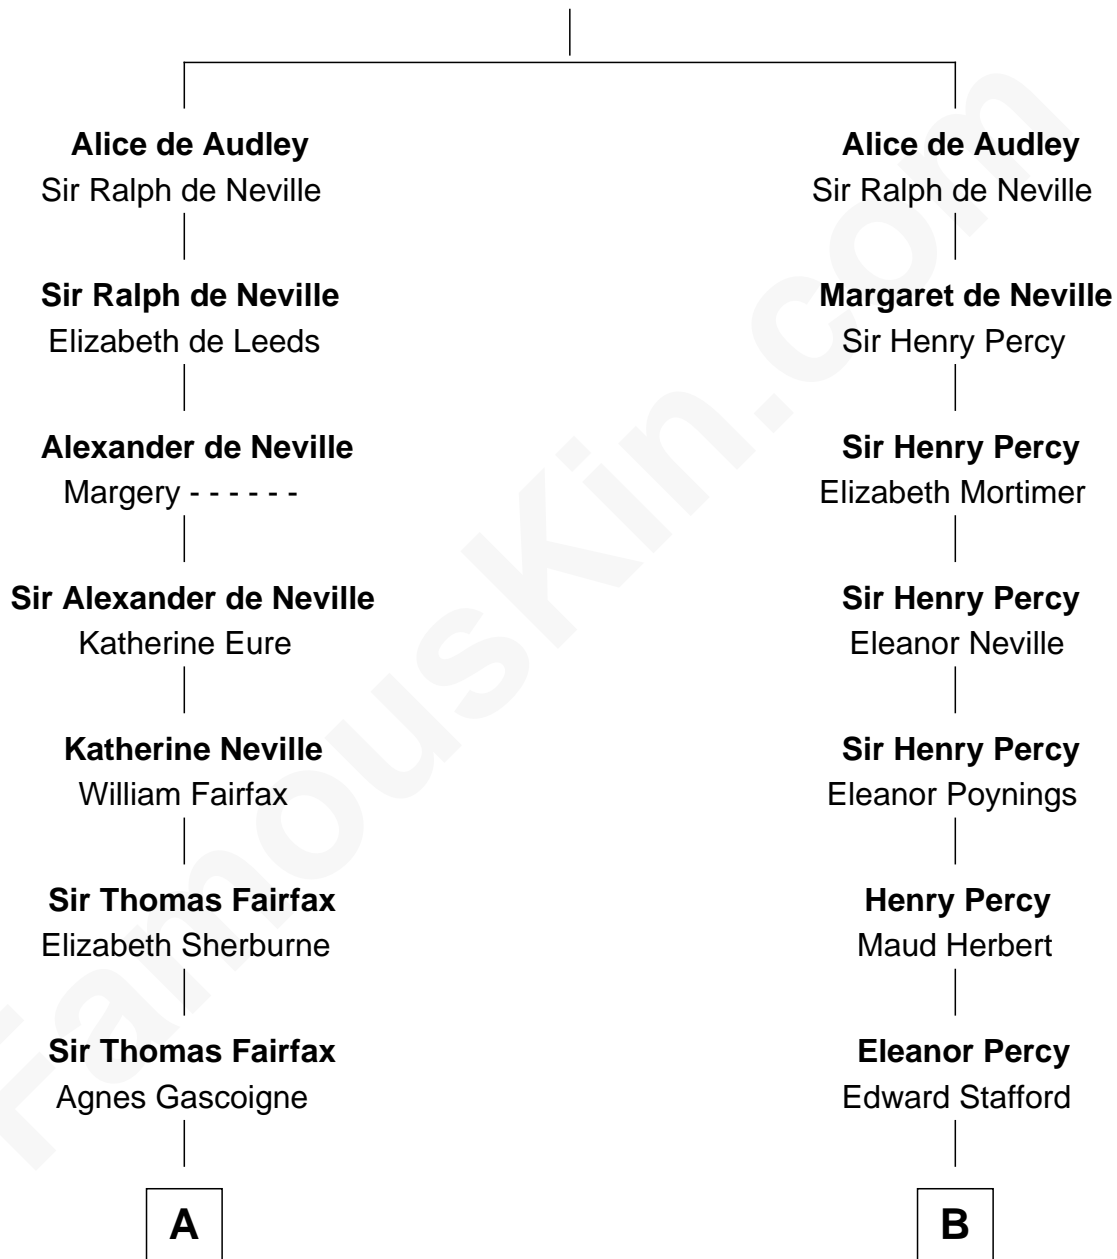 Alice de Audley
Sir Ralph de Neville
Sir Ralph de Neville
Elizabeth de Leeds
Alexander de Neville
Margery - - - - - -
Sir Alexander de Neville
Katherine Eure
Katherine Neville
William Fairfax
Sir Thomas Fairfax
Elizabeth Sherburne
Sir Thomas Fairfax
Agnes Gascoigne
A
Alice de Audley
Sir Ralph de Neville
Margaret de Neville
Sir Henry Percy
Sir Henry Percy
Elizabeth Mortimer
Sir Henry Percy
Eleanor Neville
Sir Henry Percy
Eleanor Poynings
Henry Percy
Maud Herbert
Eleanor Percy
Edward Stafford
B
FamousKin.com